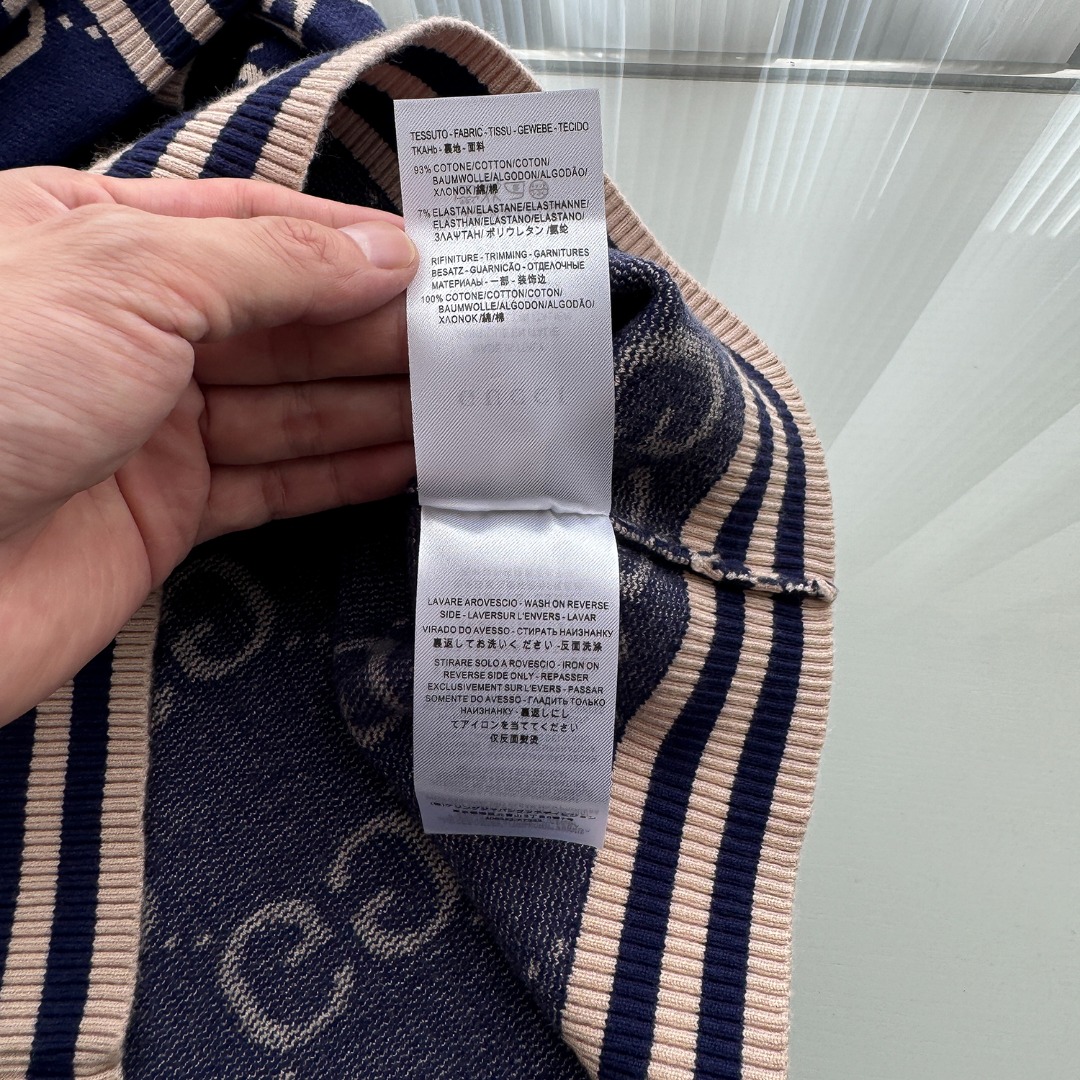 TESSUTO - FABRIC - TISSU - GEWEBE - TECIDO
TKAHb - 裏地 - 面料
93% COTONE/COTTON/COTON/
BAUMWOLLE/ALGODON/ALGODÃO/
XΛONOK/綿/棉
7% ELASTAN/ELASTANE/ELASTHANNE/
ELASTHAN/ELASTANO/ELASTANO/
3ΛAΨTAH/ ポリウレタン /氨纶
RIFINITURE - TRIMMING - GARNITURES
BESATZ - GUARNICÃO - ОТДЕЛОЧНЫЕ
МАТЕРИААЫ - 一部 - 装饰边
100% COTONE/COTTON/COTON/
BAUMWOLLE/ALGODON/ALGODÃO/
XΛONOK/綿/棉
LAVARE AROVESCIO - WASH ON REVERSE
SIDE - LAVERSUR L'ENVERS - LAVAR
VIRADO DO AVESSO - СТИРАТЬ НАИЗНАНКУ
裏返してお洗いください -反面洗涤
STIRARE SOLO A ROVESCIO - IRON ON
REVERSE SIDE ONLY - REPASSER
EXCLUSIVEMENT SUR L'EVERS - PASSAR
SOMENTE DO AVESSO - ГЛАДИТЬ ТОЛЬКО
НАИЗНАНКУ - 裏返しにし
てアイロンを当ててください
仅反面熨烫